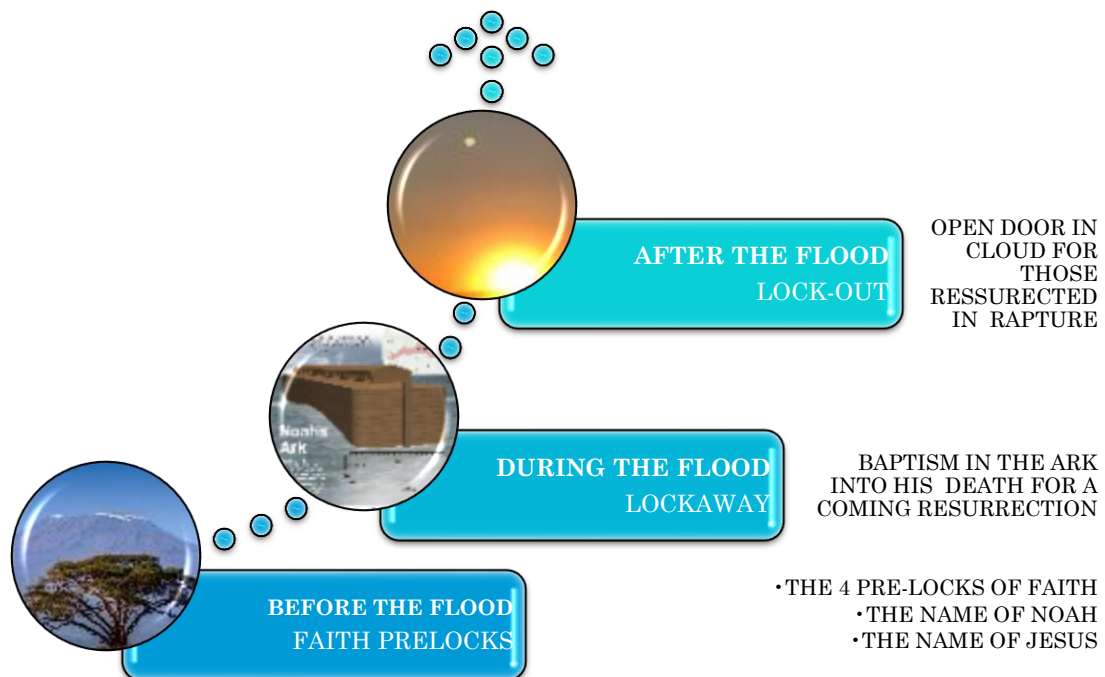 AFTER THE FLOOD
LOCK-OUT
OPEN DOOR IN
CLOUD FOR
THOSE
RESSURECTED
IN RAPTURE
Noah's
Ark
DURING THE FLOOD
LOCKAWAY
BAPTISM IN THE ARK
INTO HIS DEATH FOR A
COMING RESURRECTION
BEFORE THE FLOOD
FAITH PRELOCKS
•THE 4 PRE-LOCKS OF FAITH
•THE NAME OF NOAH
•THE NAME OF JESUS